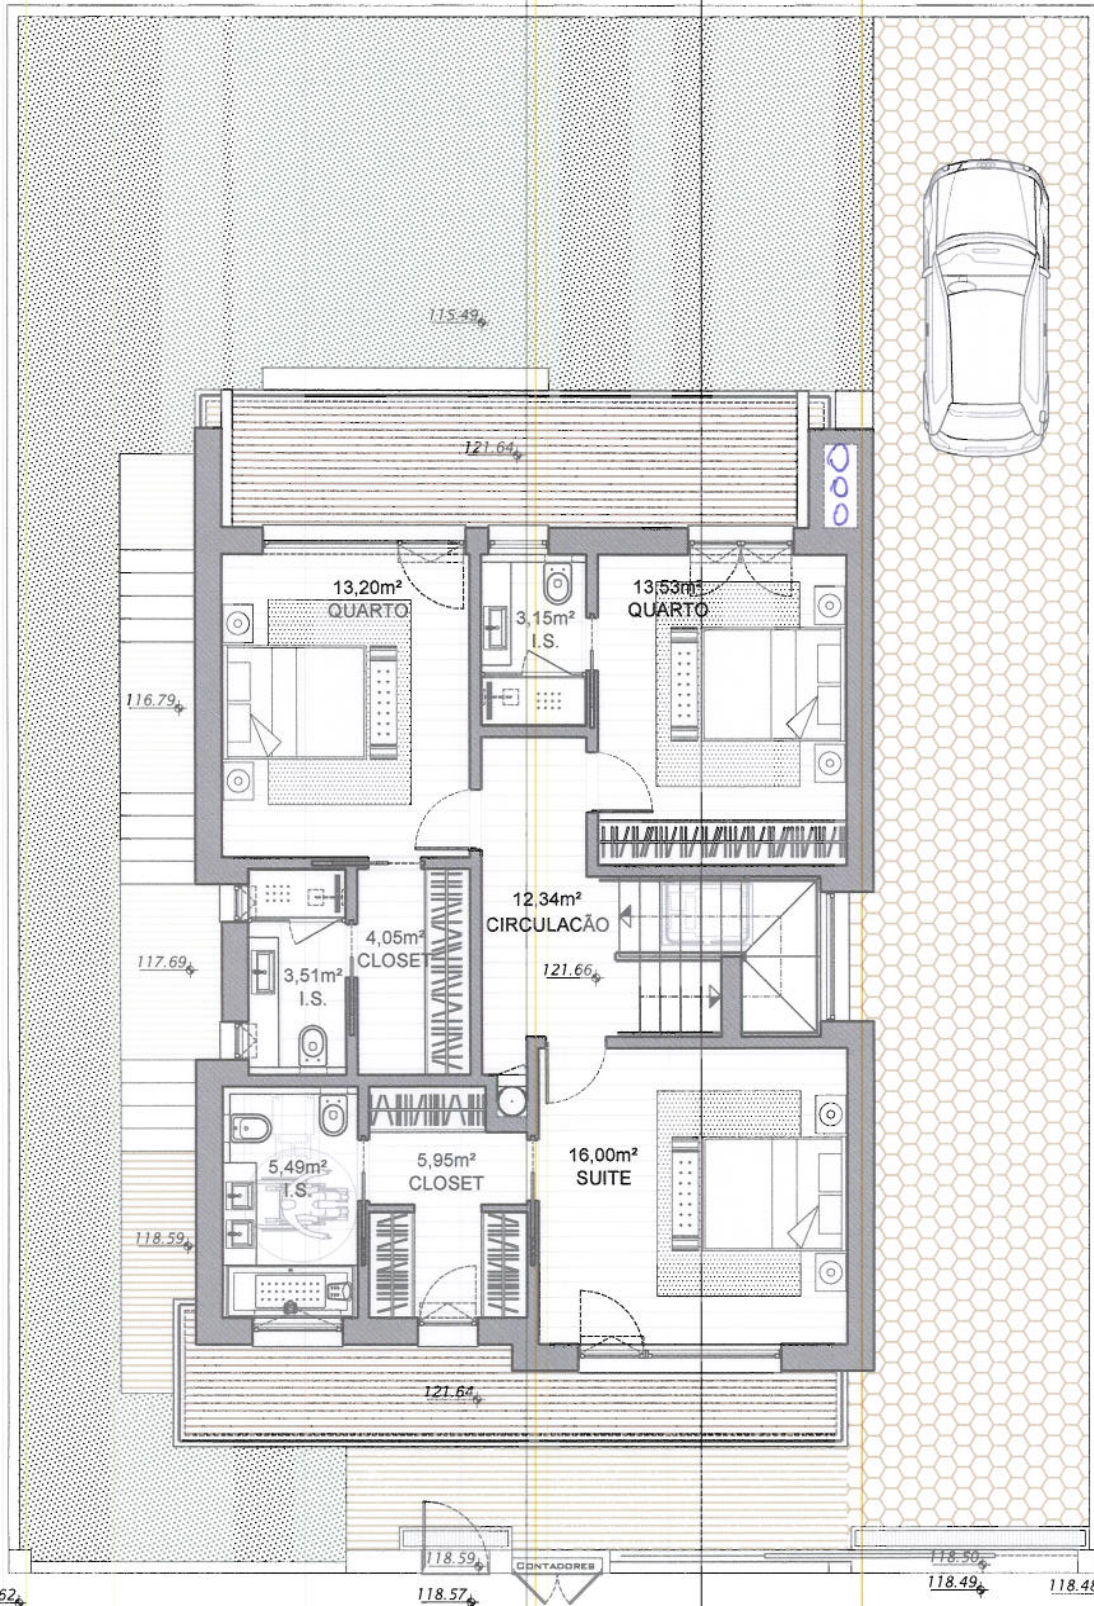 115.49
121.64
13,20m²
QUARTO
3,15m²
I.S.
13,53m²
QUARTO
116.79
12,34m²
CIRCULACÃO
121.66
4,05m²
CLOSET
3,51m²
I.S.
117.69
5,49m²
I.S.
5,95m²
CLOSET
16,00m²
SUITE
118.59
121.64
118.59
CONTADORES
118.50
118.57
118.49
118.48
62